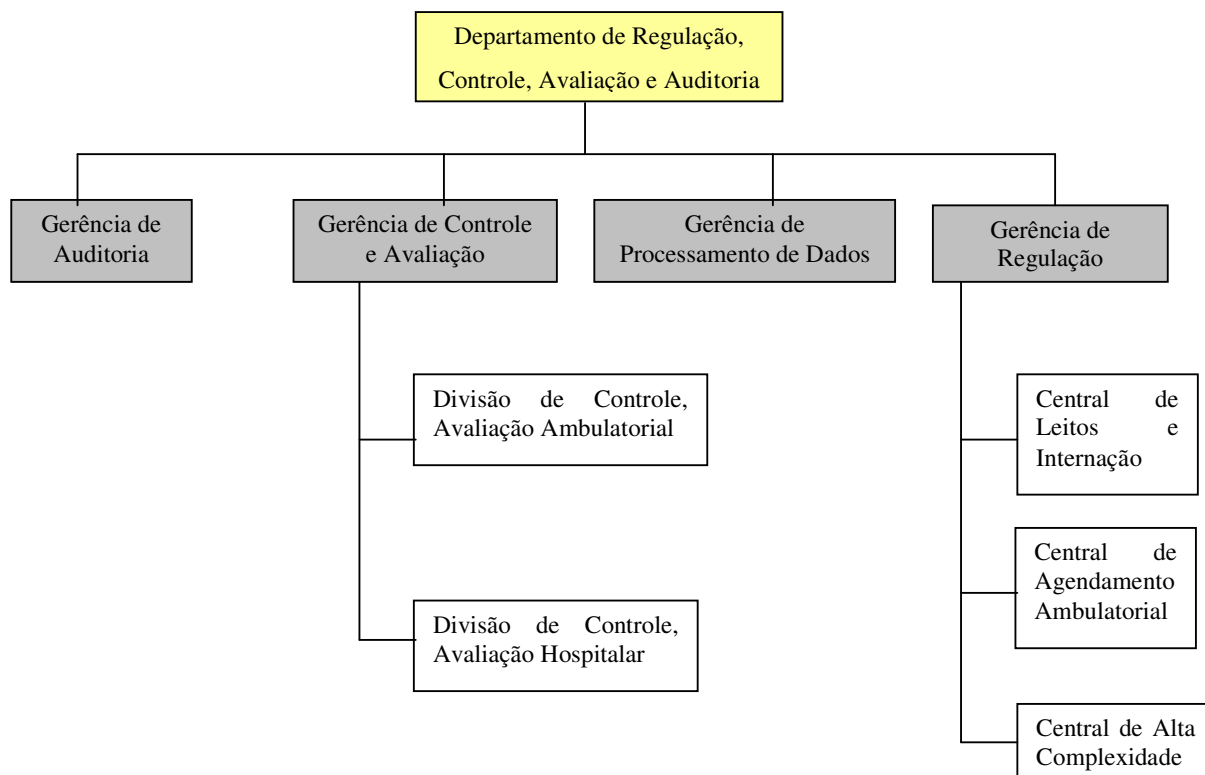 Departamento de Regulação,
Controle, Avaliação e Auditoria
Gerência de
Auditoria
Gerência de Controle
e Avaliação
Gerência de
Processamento de Dados
Gerência de
Regulação
Divisão de Controle,
Avaliação Ambulatorial
Divisão de Controle,
Avaliação Hospitalar
Central de
Leitos e
Internação
Central de
Agendamento
Ambulatorial
Central de Alta
Complexidade